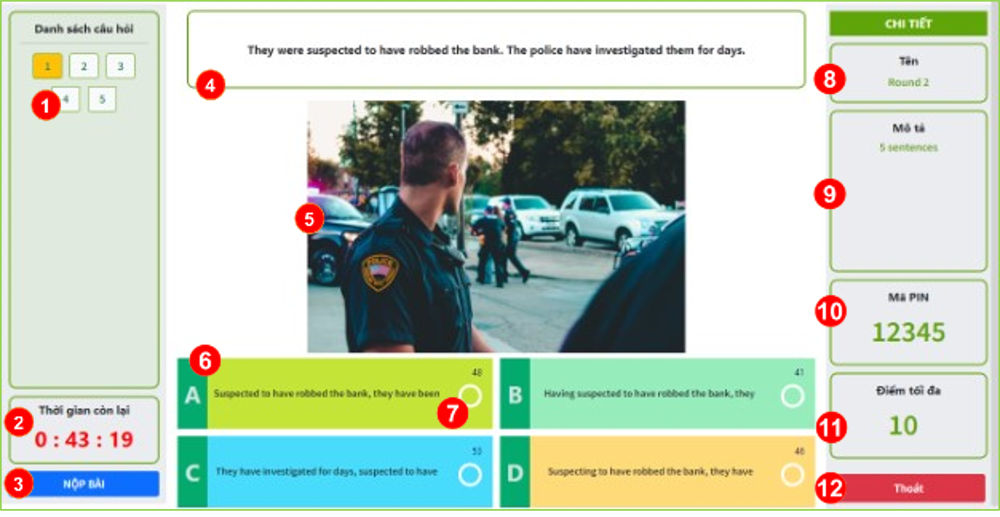 Danh sách câu hỏi
1 2 3
4 5
1
Thời gian còn lại
2
0 : 43 : 19
3
NỘP BÀI
They were suspected to have robbed the bank. The police have investigated them for days.
4
5
POLICE
6
48
A
Suspected to have robbed the bank, they have been
7
41
B
Having suspected to have robbed the bank, they
53
C
They have investigated for days, suspected to have
46
D
Suspecting to have robbed the bank, they have
CHI TIẾT
Tên
8
Round 2
Mô tả
5 sentences
9
Mã PIN
10
12345
Điểm tối đa
11
10
12
Thoát